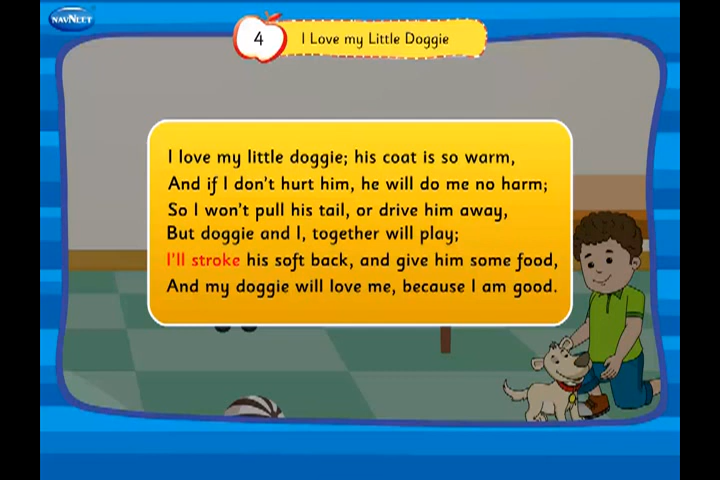 NAVNEET
4
I Love my Little Doggie
I love my little doggie; his coat is so warm,
And if I don't hurt him, he will do me no harm;
So I won't pull his tail, or drive him away,
But doggie and I, together will play;
I'll stroke his soft back, and give him some food,
And my doggie will love me, because I am good.